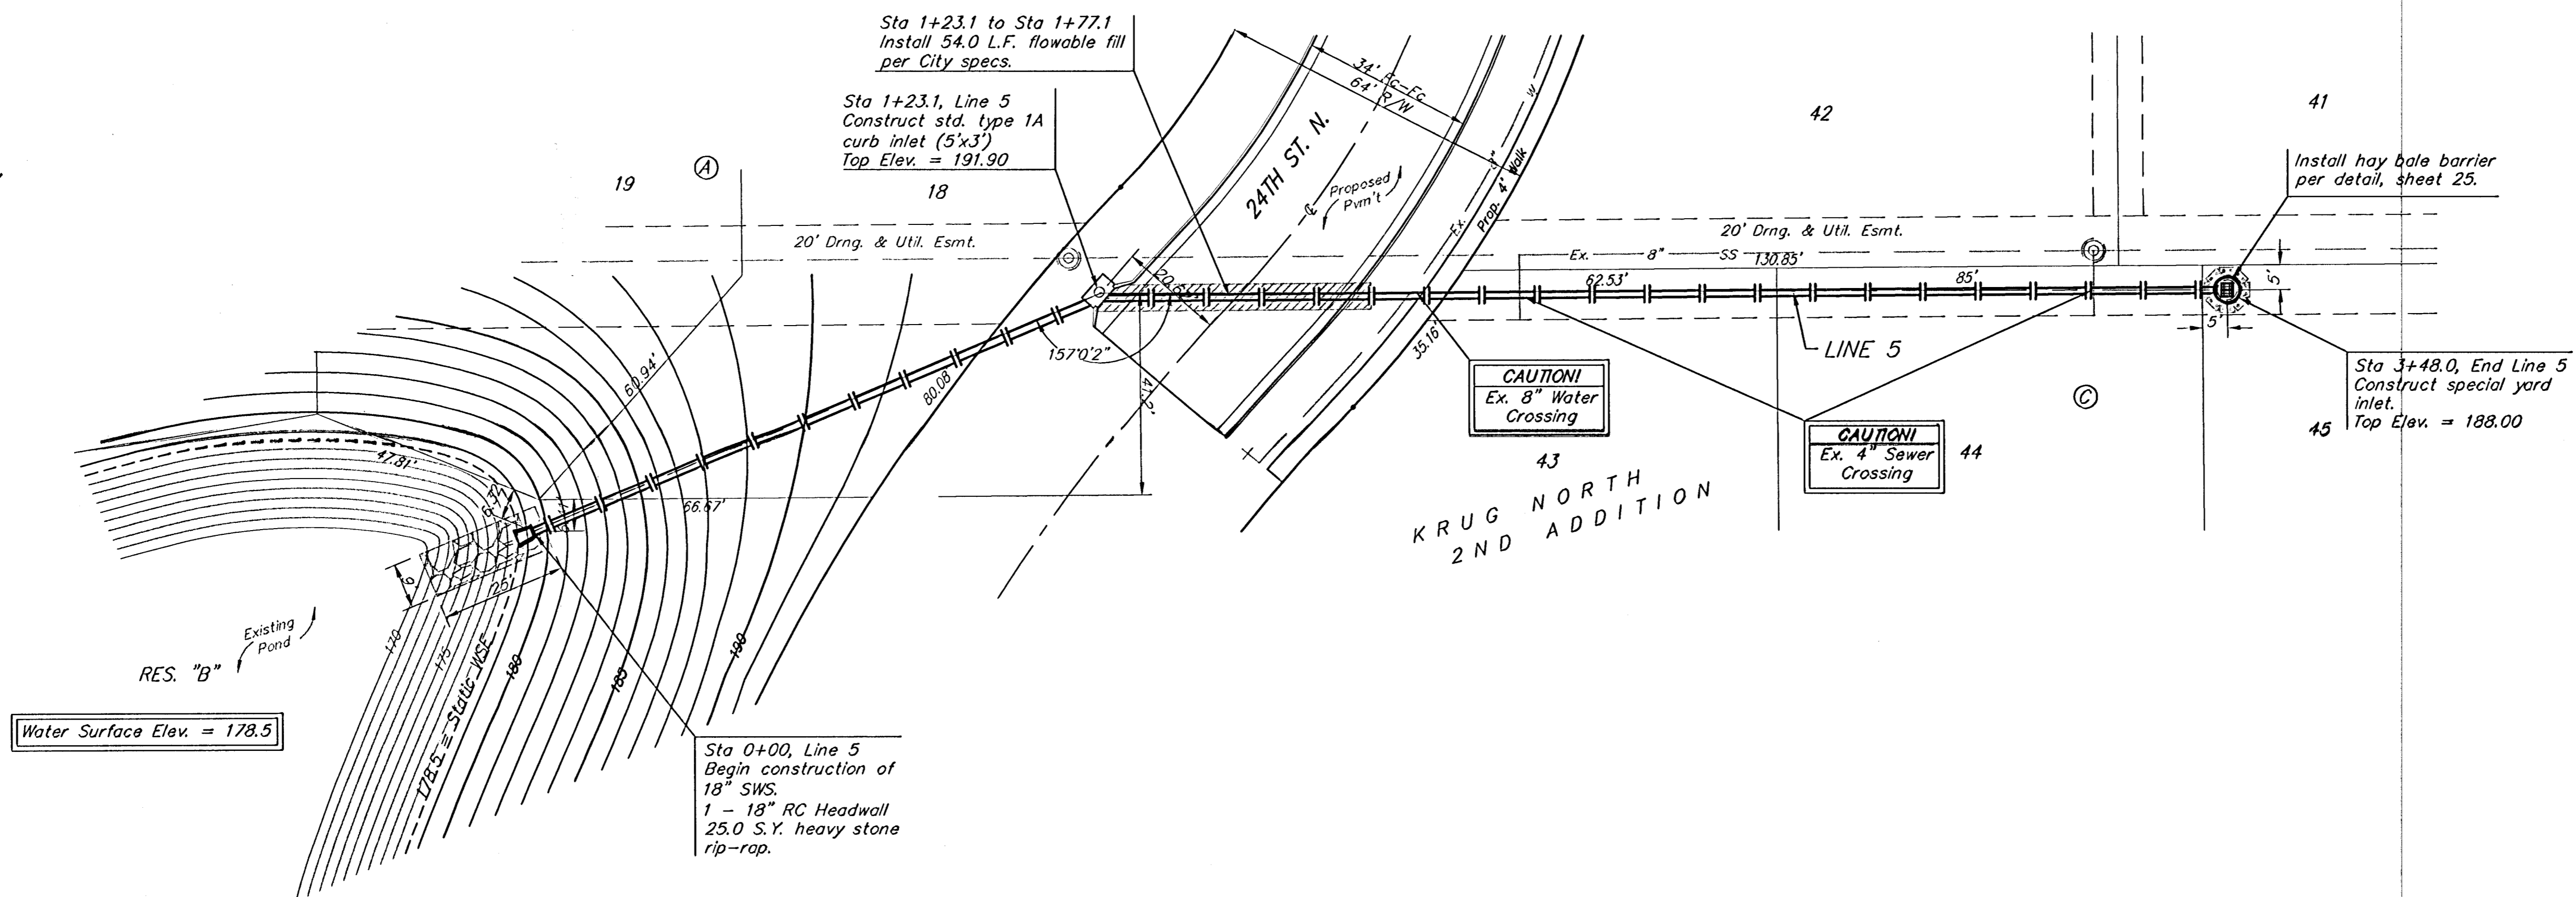 Sta 1+23.1 to Sta 1+77.1
Install 54.0 L.F. flowable fill
per City specs.
Sta 1+23.1, Line 5
Construct std. type 1A
curb inlet (5'x3')
Top Elev. = 191.90
34' Fc-Fc
64' R/W
24TH ST. N.
Proposed
Pvm't
℄
W
8"
Ex.
Prop. 4' Walk
42
41
Install hay bale barrier
per detail, sheet 25.
19
A
18
20' Drng. & Util. Esmt.
20' Drng. & Util. Esmt.
Ex. 8" SS
130.85'
62.53'
85'
5'
5'
157°0'2"
35.16'
LINE 5
60.94'
80.08
41.2'
CAUTION!
Ex. 8" Water
Crossing
CAUTION!
Ex. 4" Sewer
Crossing
Sta 3+48.0, End Line 5
Construct special yard
inlet.
Top Elev. = 188.00
C
43
44
45
47.81'
66.67'
KRUG NORTH
2ND ADDITION
9'
25'
Existing
Pond
RES. "B"
170
175
178.5 = Static WSE
180
185
190
Water Surface Elev. = 178.5
Sta 0+00, Line 5
Begin construction of
18" SWS.
1 - 18" RC Headwall
25.0 S.Y. heavy stone
rip-rap.